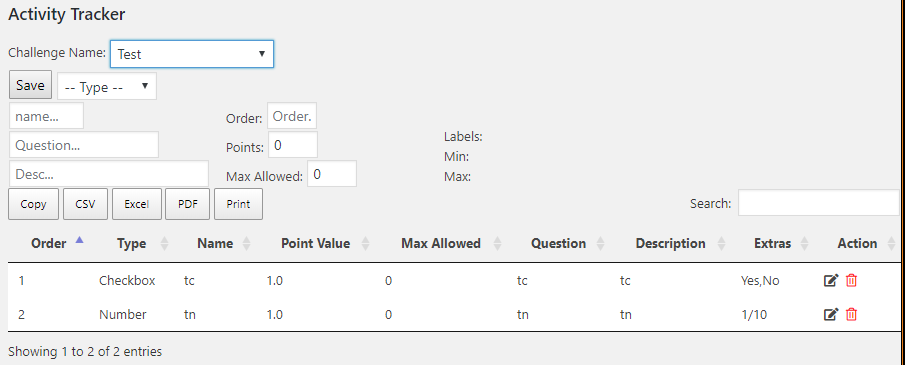 Activity Tracker
Challenge Name: Test
Save -- Type --
name... Order: Order.
Question... Points: 0 Labels:
Min:
Desc... Max Allowed: 0 Max:
Copy CSV Excel PDF Print Search:
Order Type Name Point Value Max Allowed Question Description Extras Action
1 Checkbox tc 1.0 0 tc tc Yes,No
2 Number tn 1.0 0 tn tn 1/10
Showing 1 to 2 of 2 entries